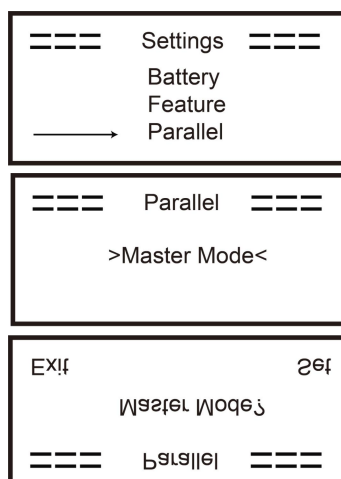 === Settings ===
Battery
Feature
Parallel
=== Parallel ===
>Master Mode<
=== Parallel ===
Master Mode?
Exit Set